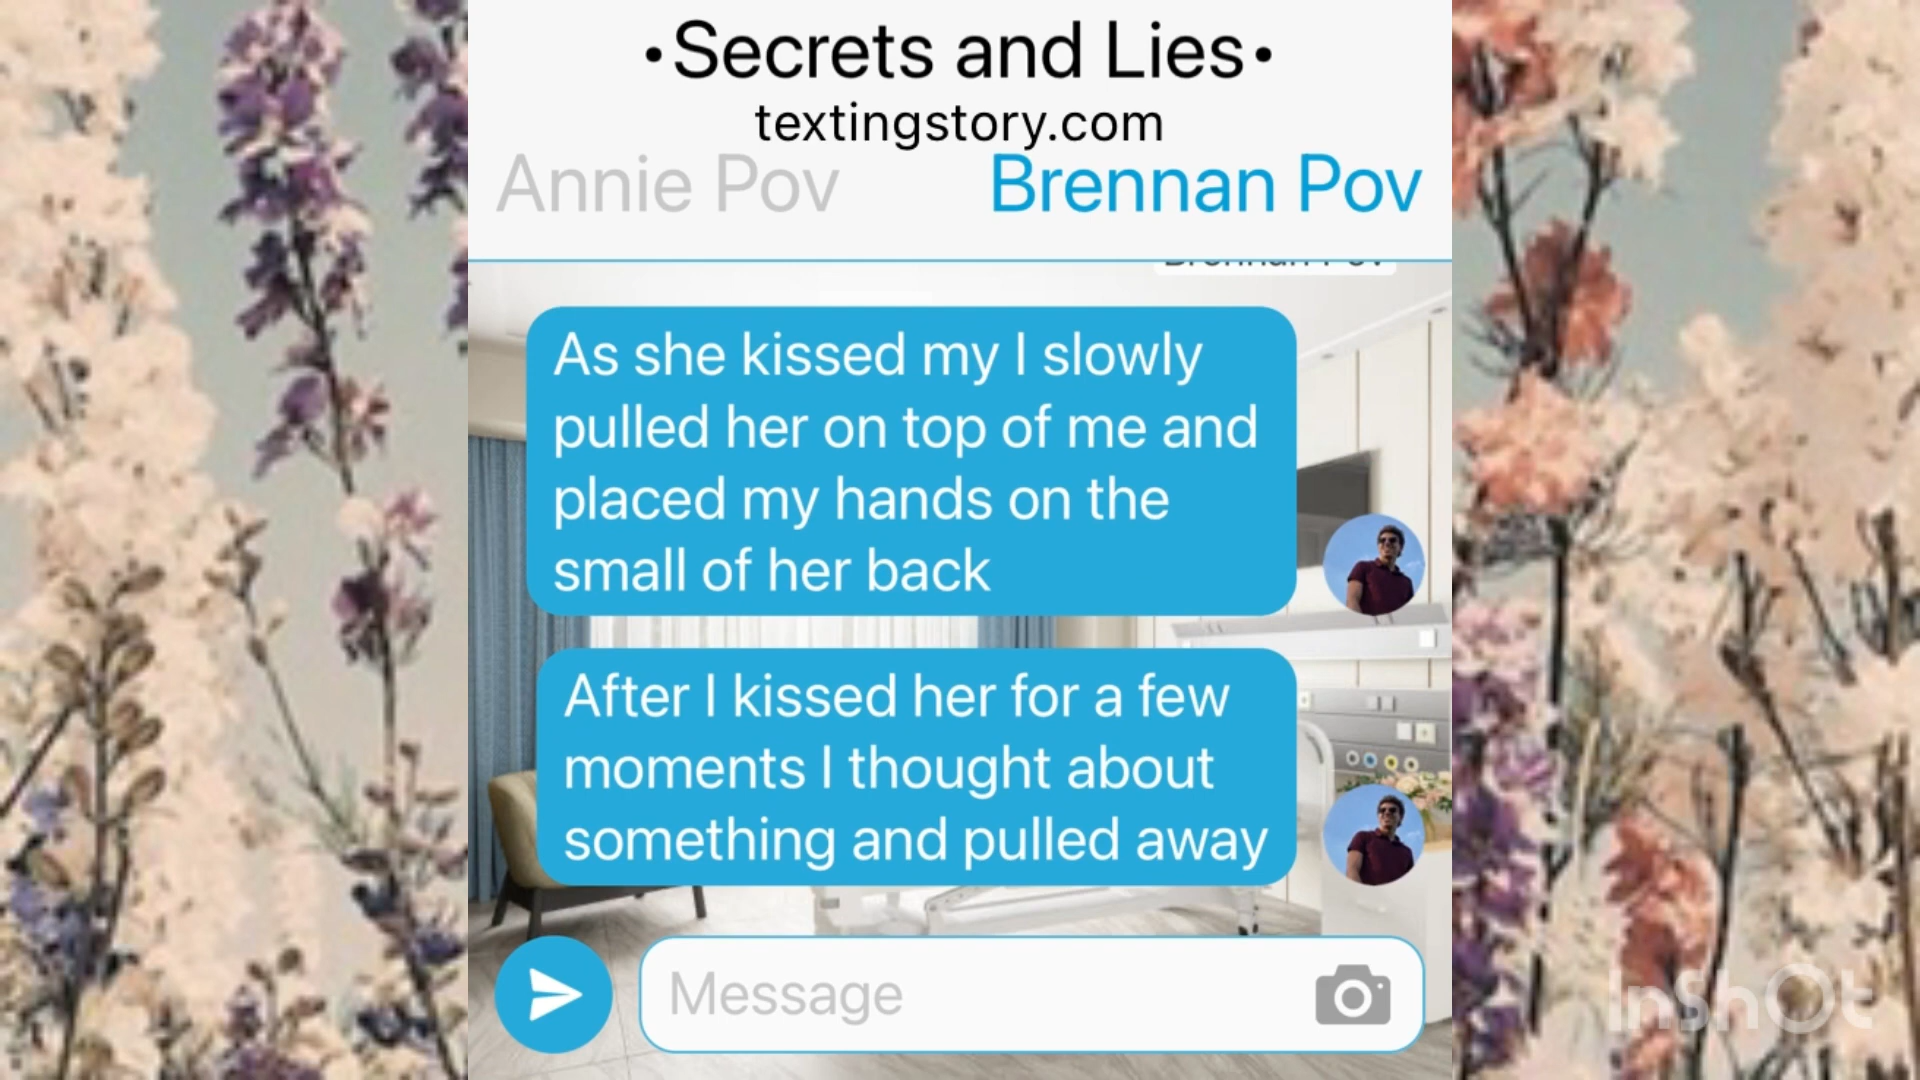 •Secrets and Lies•
textingstory.com
Annie Pov
Brennan Pov
Brennan Pov
As she kissed my I slowly
pulled her on top of me and
placed my hands on the
small of her back
After I kissed her for a few
moments I thought about
something and pulled away
Message
InShOt